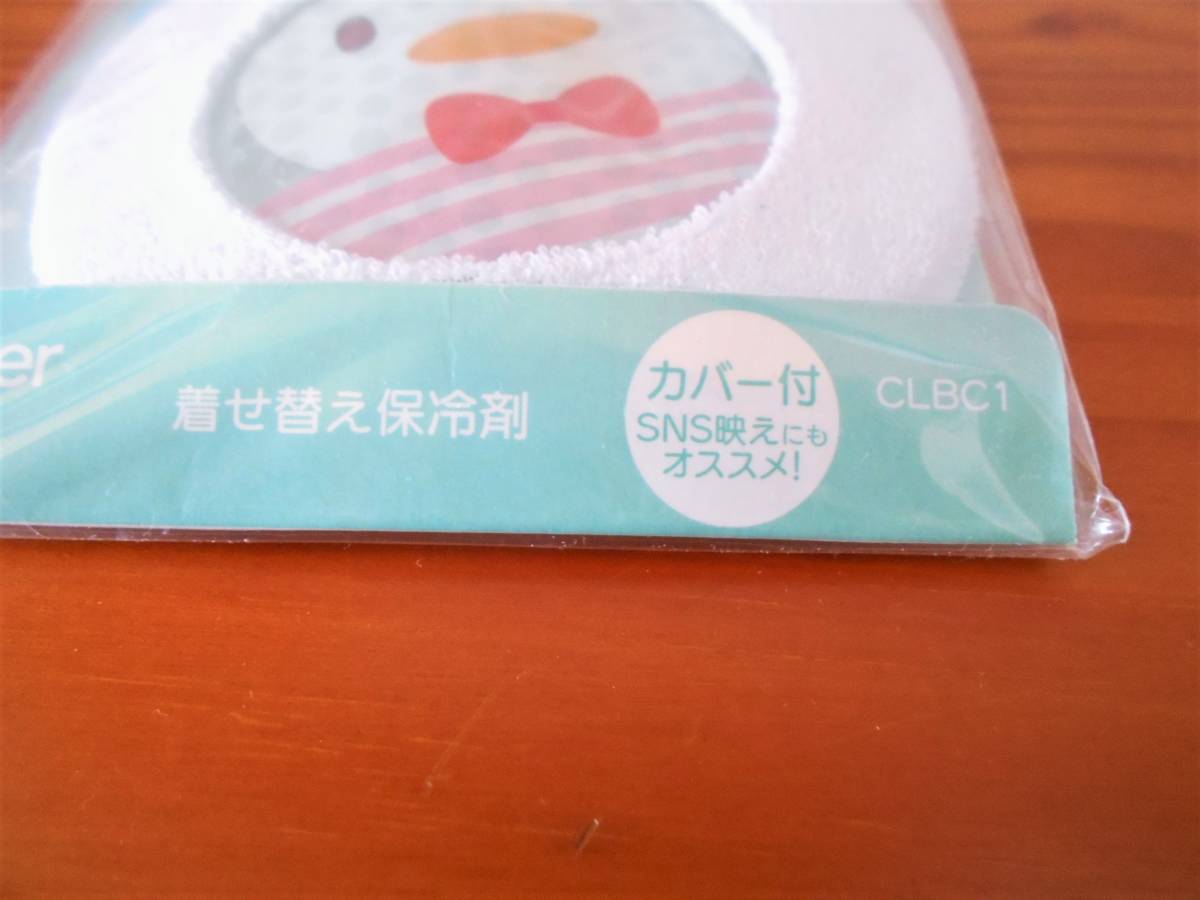 er
着せ替え保冷剤
カバー付
SNS映えにも
オススメ!
CLBC1